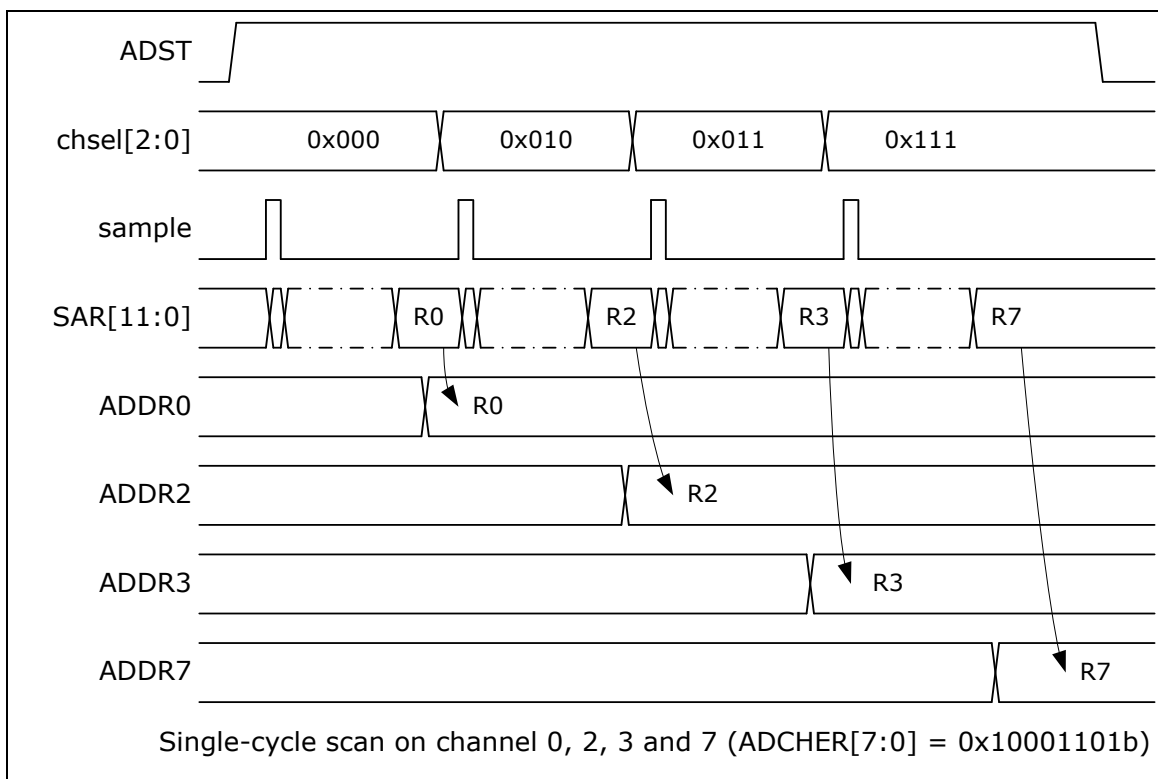 ADST
chsel[2:0] 0x000 0x010 0x011 0x111
sample
SAR[11:0] R0 R2 R3 R7
ADDR0 R0
ADDR2 R2
ADDR3 R3
ADDR7 R7
Single-cycle scan on channel 0, 2, 3 and 7 (ADCHER[7:0] = 0x10001101b)